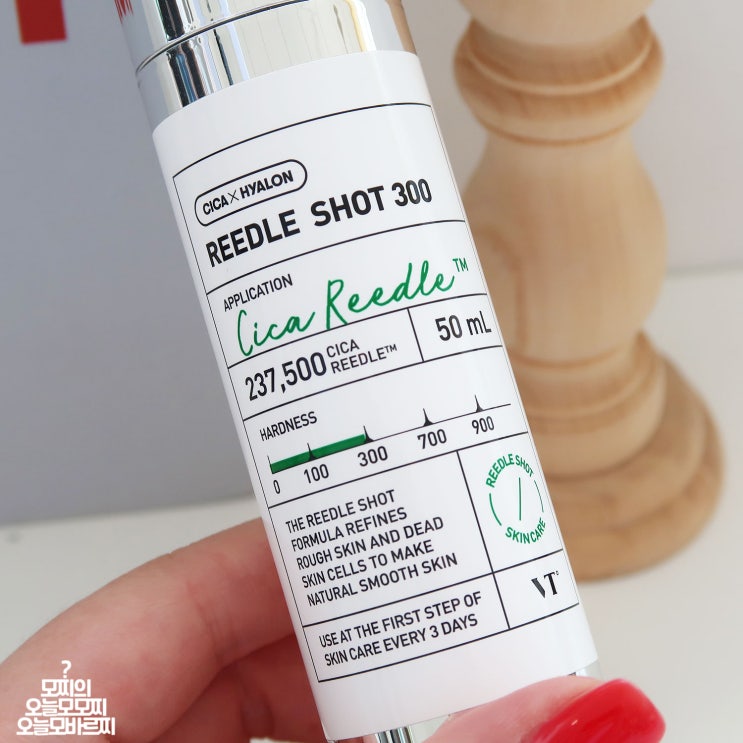 CICA X HYALON
REEDLE SHOT 300
APPLICATION
Cica Reedle™
237,500 CICA
REEDLE™
50 mL
HARDNESS
0 100 300 700 900
THE REEDLE SHOT
FORMULA REFINES
ROUGH SKIN AND DEAD
SKIN CELLS TO MAKE
NATURAL SMOOTH SKIN
REEDLE SHOT
SKINCARE
USE AT THE FIRST STEP OF
SKIN CARE EVERY 3 DAYS
VT
?
모찌의
오늘모모찌
오늘모바르찌